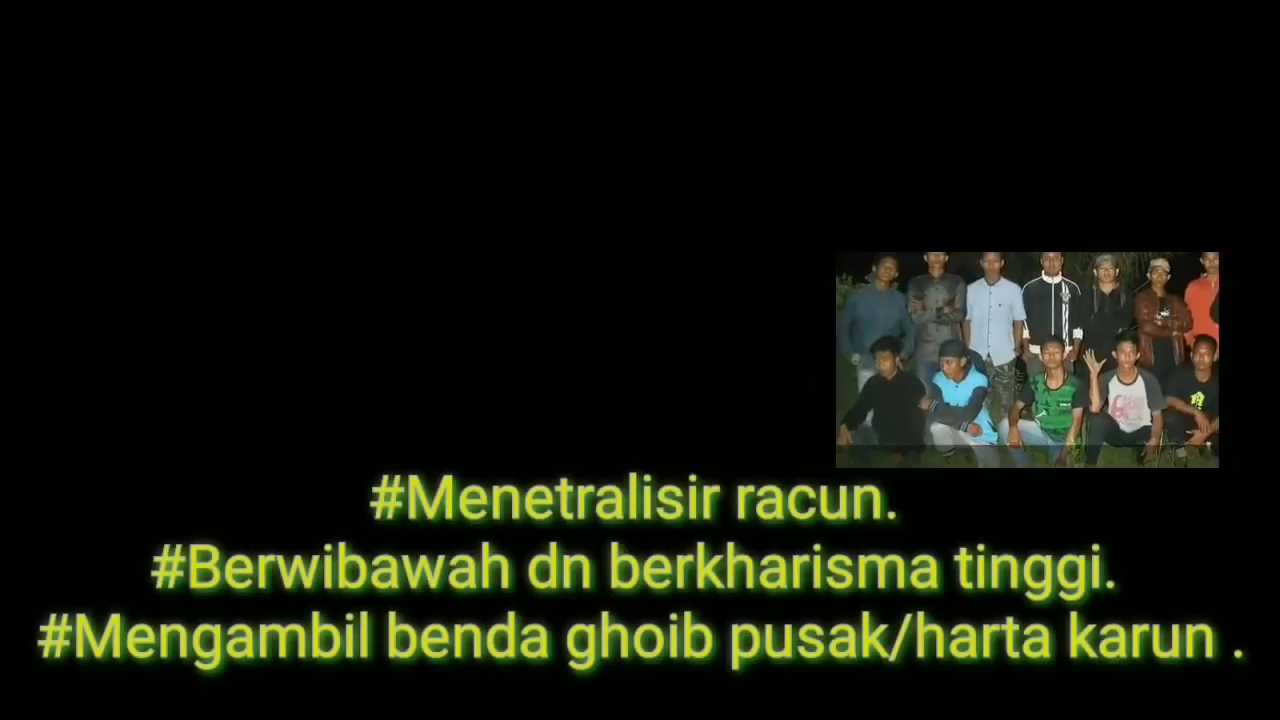 #Menetralisir racun.
#Berwibawah dn berkharisma tinggi.
#Mengambil benda ghoib pusak/harta karun .